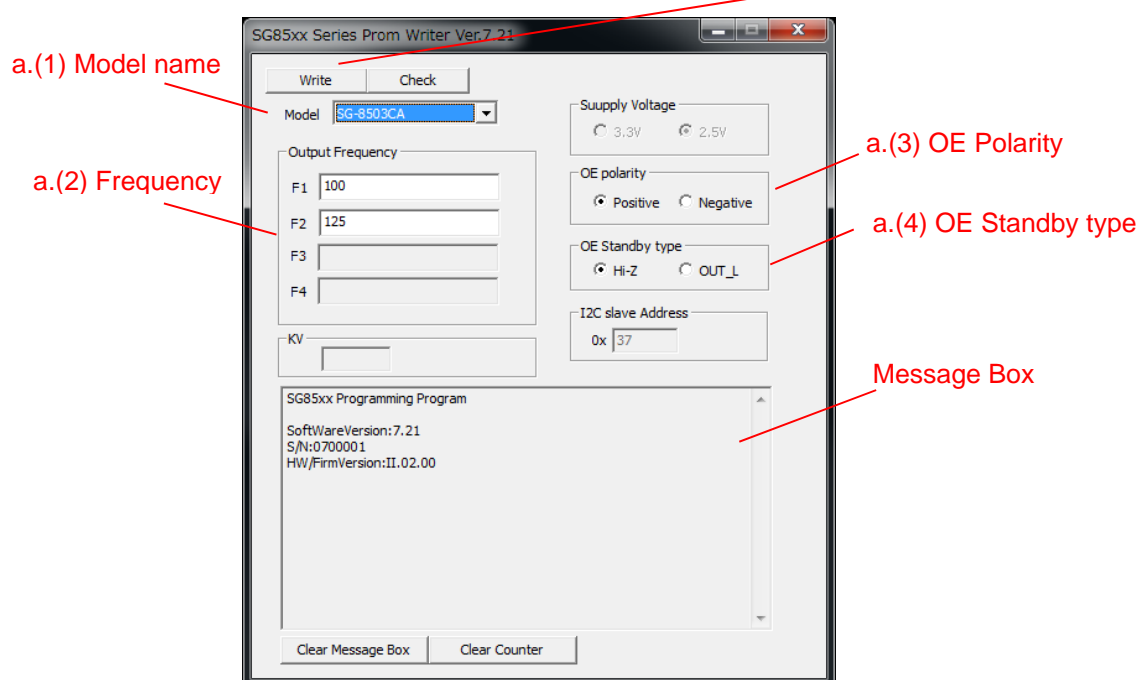 SG85xx Series Prom Writer Ver.7.21
a.(1) Model name
Write Check
Model SG-8503CA
Suupply Voltage
3.3V 2.5V
a.(3) OE Polarity
Output Frequency
a.(2) Frequency
F1 100
F2 125
F3
F4
OE polarity
Positive Negative
a.(4) OE Standby type
OE Standby type
Hi-Z OUT_L
I2C slave Address
0x 37
KV
Message Box
SG85xx Programming Program
SoftWareVersion:7.21
S/N:0700001
HW/FirmVersion:II.02.00
Clear Message Box Clear Counter